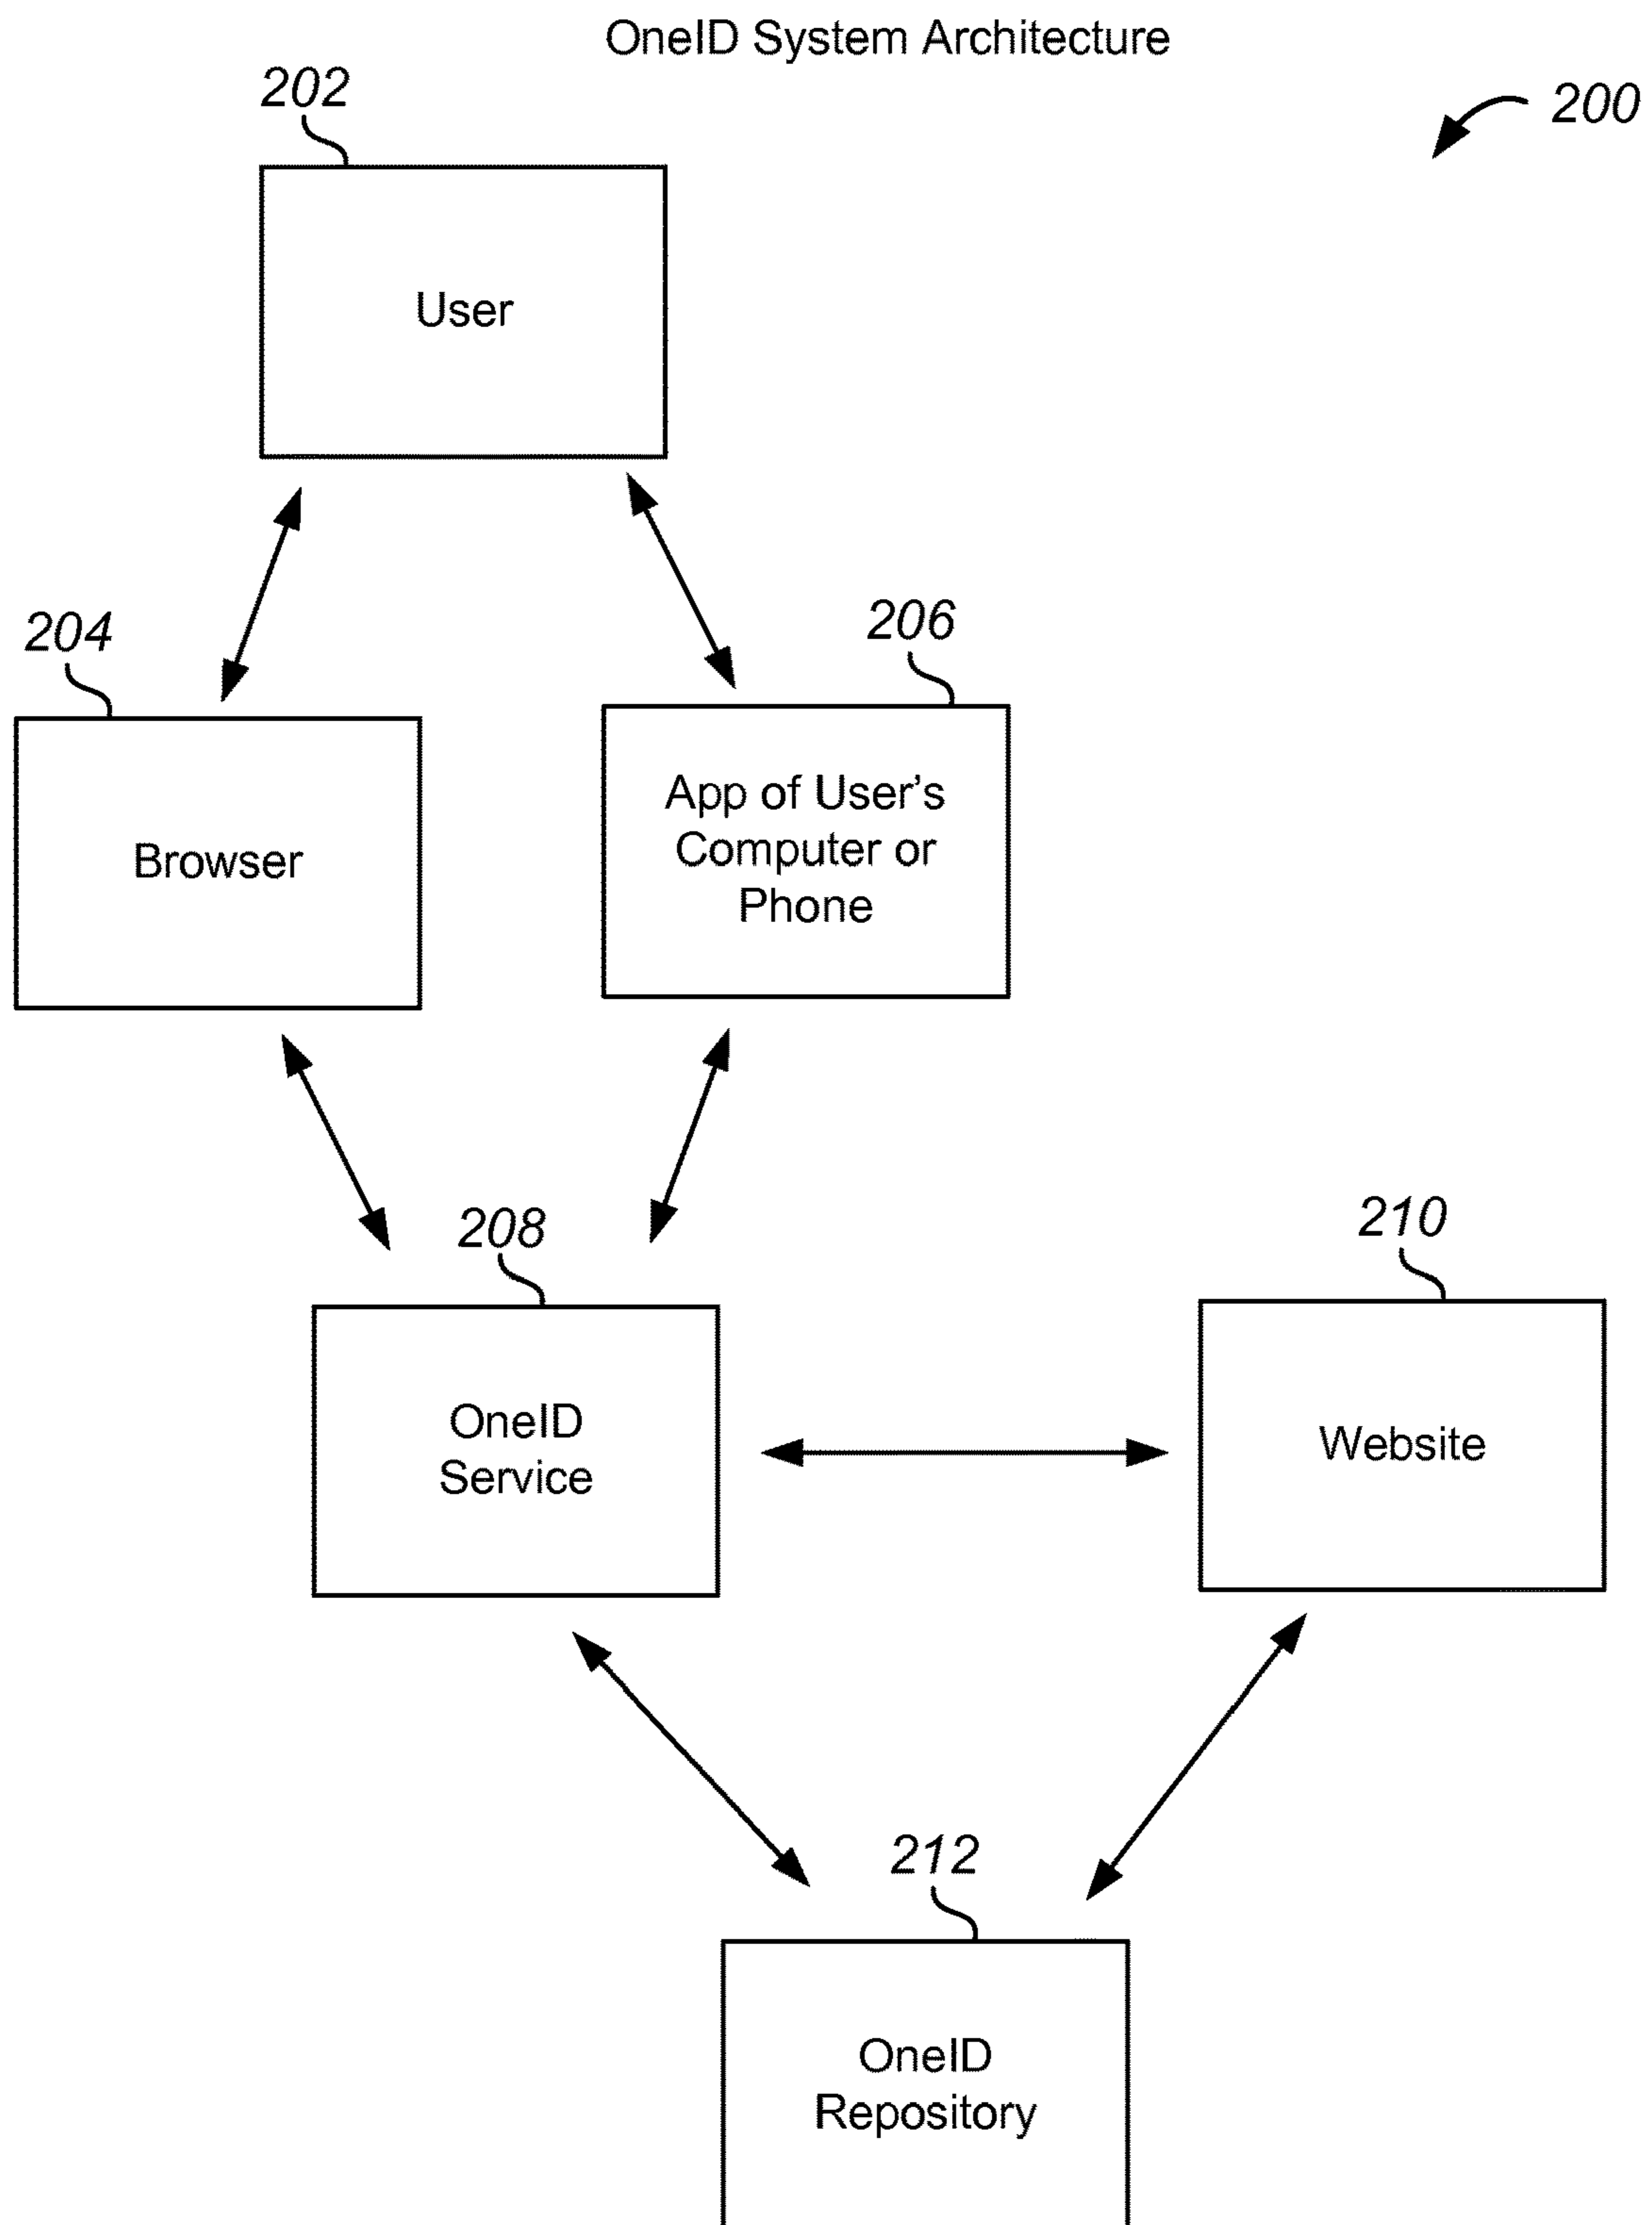 OneID System Architecture
202
200
User
204
206
Browser
App of User's
Computer or
Phone
208
210
OneID
Service
Website
212
OneID
Repository